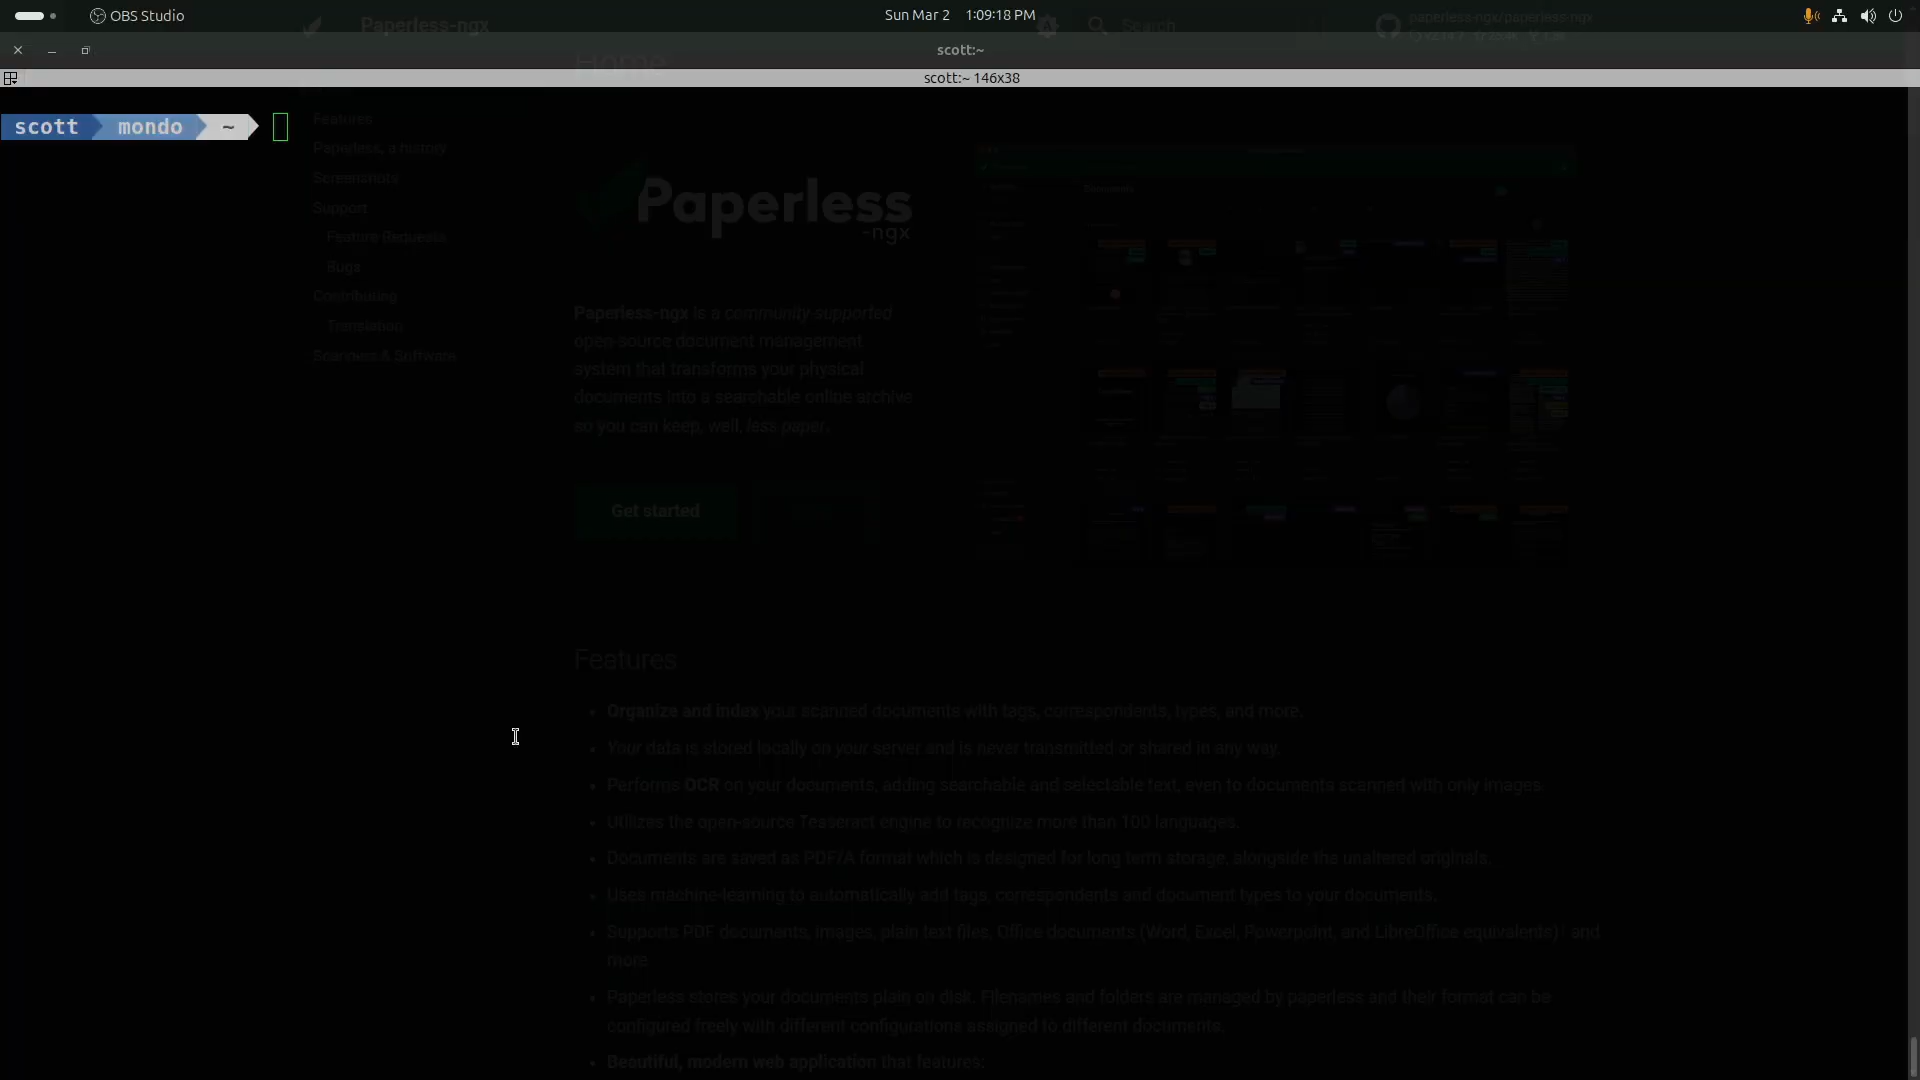 OBS Studio
Sun Mar 2 1:09:18 PM
Paperless-ngx
Search
paperless-ngx/paperless-ngx
scott:~
Home
scott:~ 146x38
scott mondo ~
Features
Paperless, a history
Screenshots
Support
Feature Requests
Bugs
Contributing
Translation
Scanners & Software
Paperless
-ngx
Documents
Paperless-ngx is a community-supported
open-source document management
system that transforms your physical
documents into a searchable online archive
so you can keep, well, less paper.
Get started
Features
Organize and index your scanned documents with tags, correspondents, types, and more.
Your data is stored locally on your server and is never transmitted or shared in any way.
Performs OCR on your documents, adding searchable and selectable text, even to documents scanned with only images.
Utilizes the open-source Tesseract engine to recognize more than 100 languages.
Documents are saved as PDF/A format which is designed for long term storage, alongside the unaltered originals.
Uses machine-learning to automatically add tags, correspondents and document types to your documents.
Supports PDF documents, images, plain text files, Office documents (Word, Excel, Powerpoint, and LibreOffice equivalents) and
more.
Paperless stores your documents plain on disk. Filenames and folders are managed by paperless and their format can be
configured freely with different configurations assigned to different documents.
Beautiful, modern web application that features: